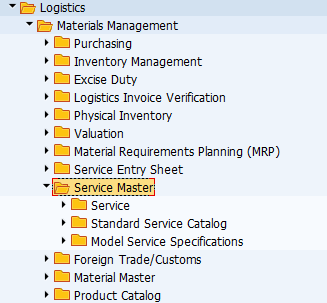 Logistics
Materials Management
Purchasing
Inventory Management
Excise Duty
Logistics Invoice Verification
Physical Inventory
Valuation
Material Requirements Planning (MRP)
Service Entry Sheet
Service Master
Service
Standard Service Catalog
Model Service Specifications
Foreign Trade/Customs
Material Master
Product Catalog